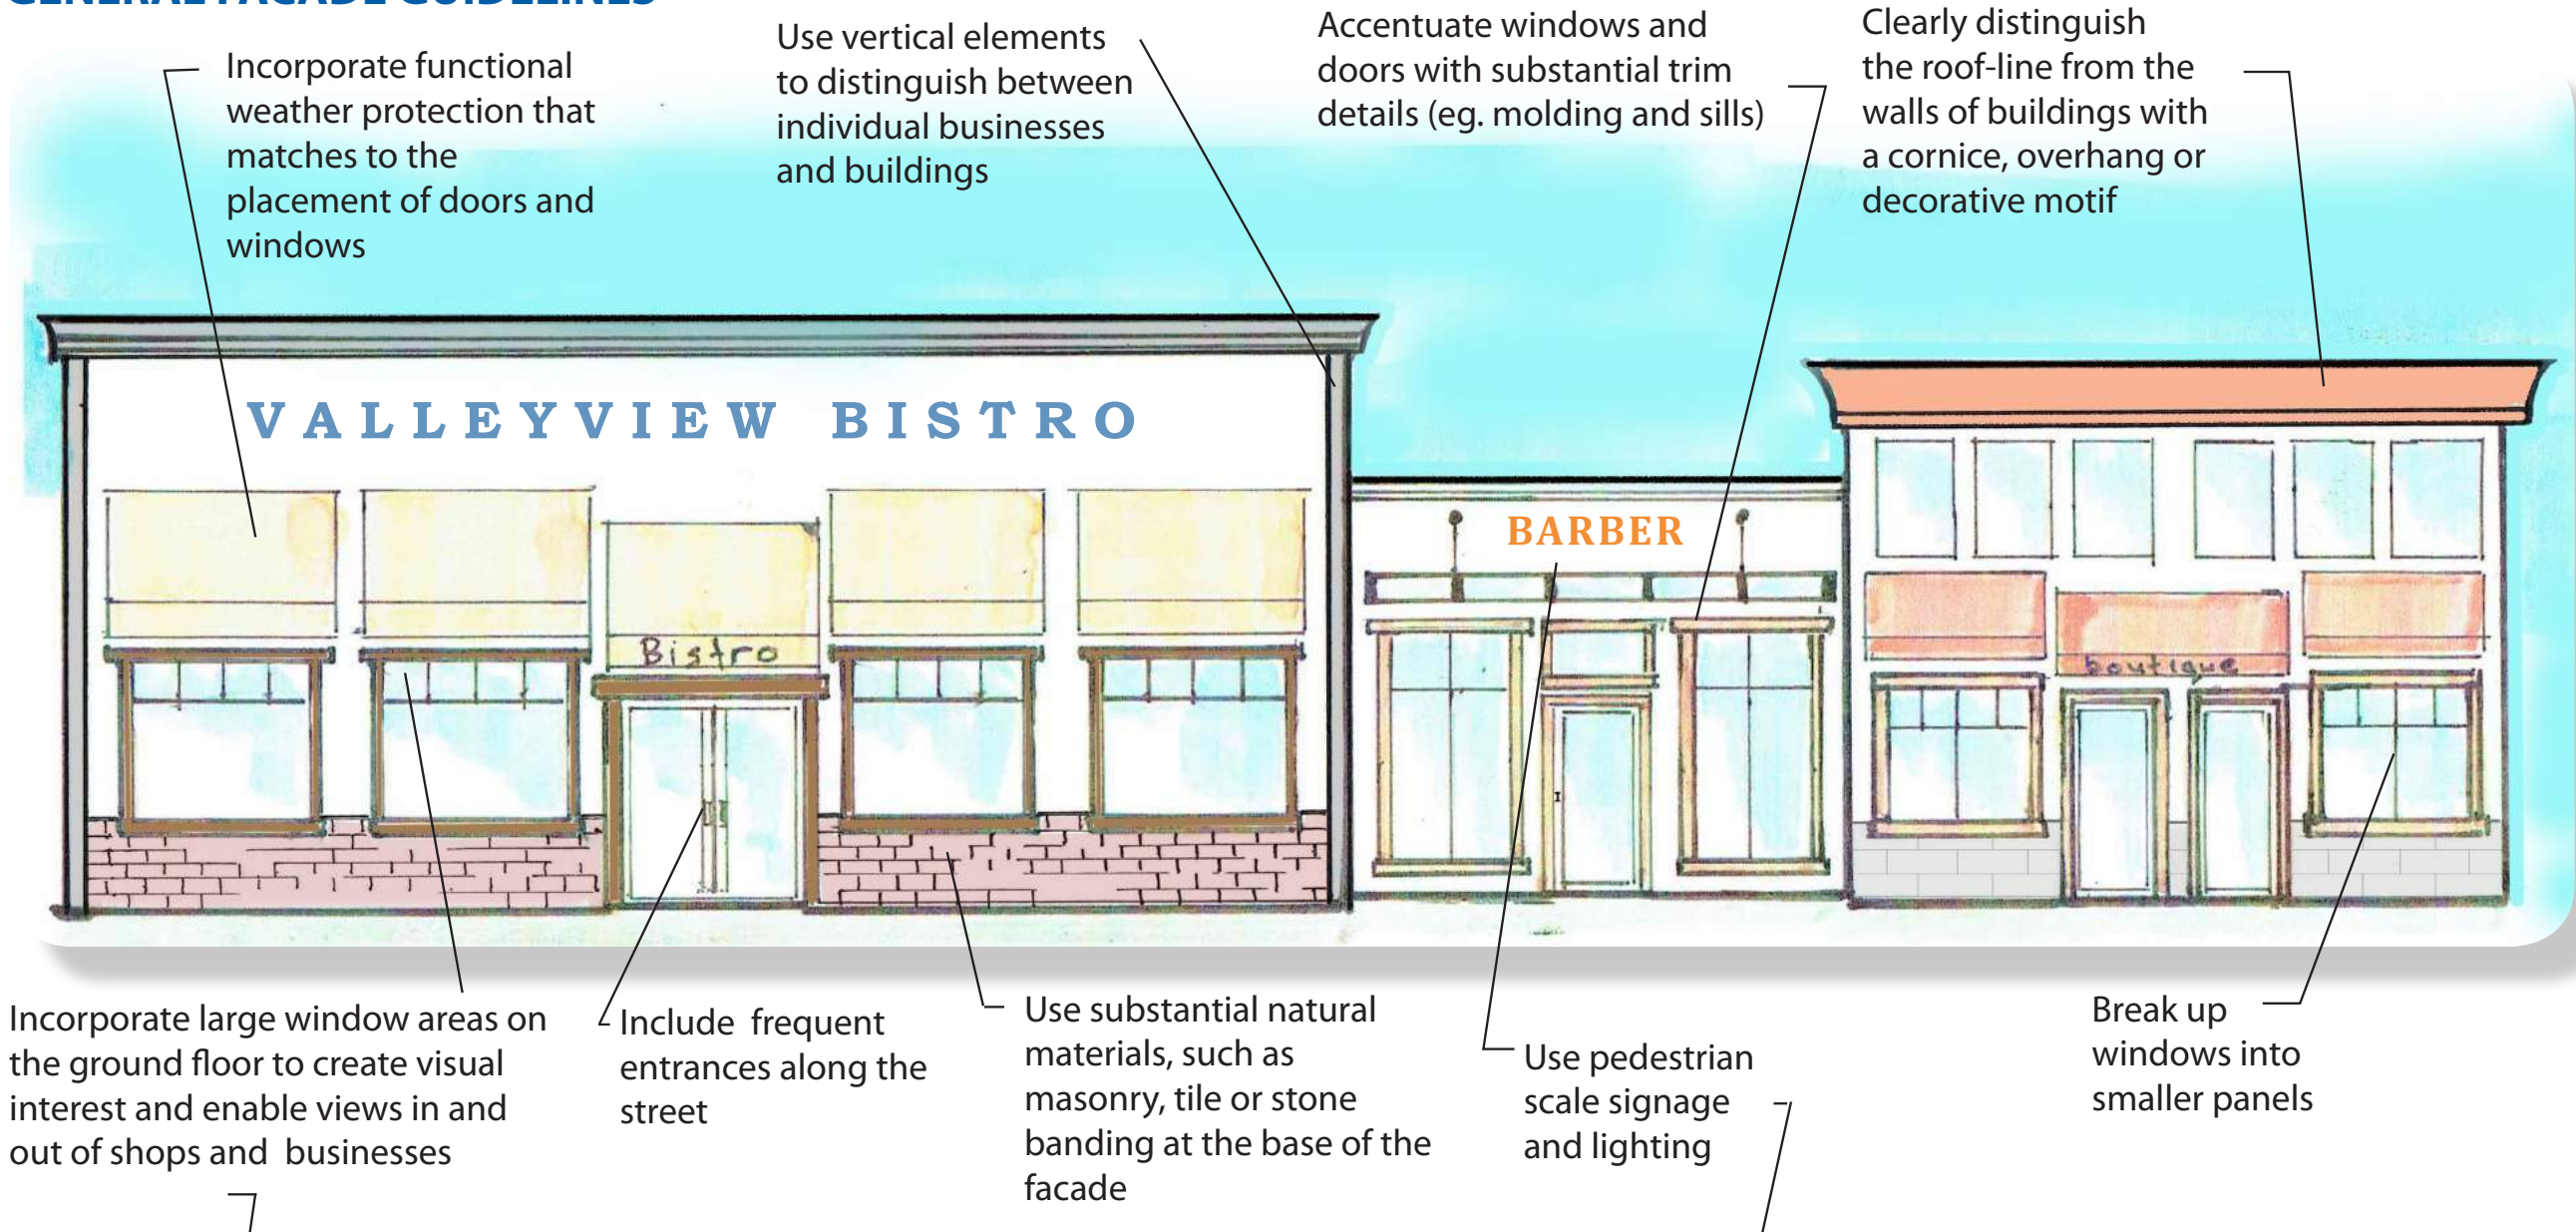 GENERAL FACADE GUIDELINES
Incorporate functional
weather protection that
matches to the
placement of doors and
windows
Use vertical elements
to distinguish between
individual businesses
and buildings
Accentuate windows and
doors with substantial trim
details (eg. molding and sills)
Clearly distinguish
the roof-line from the
walls of buildings with
a cornice, overhang or
decorative motif
VALLEYVIEW BISTRO
BARBER
Bistro
boutique
Incorporate large window areas on
the ground floor to create visual
interest and enable views in and
out of shops and businesses
Include frequent
entrances along the
street
Use substantial natural
materials, such as
masonry, tile or stone
banding at the base of the
facade
Use pedestrian
scale signage
and lighting
Break up
windows into
smaller panels